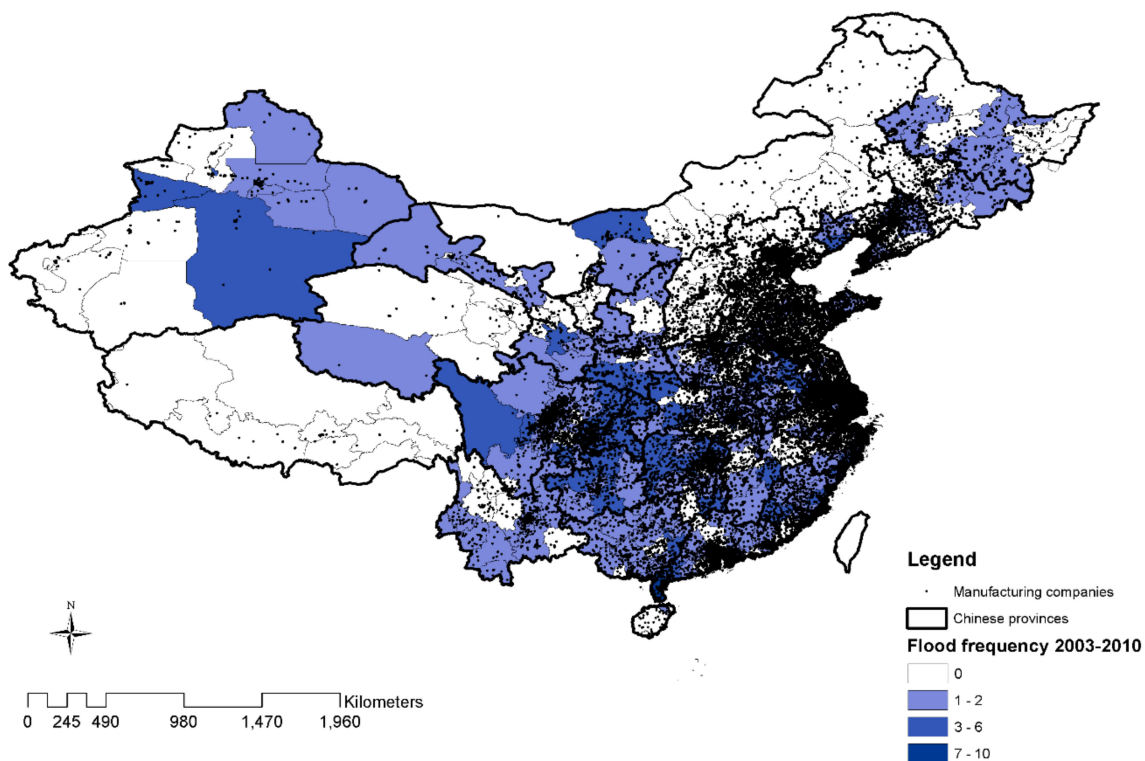 Legend
Manufacturing companies
Chinese provinces
Flood frequency 2003-2010
0
1 - 2
3 - 6
7 - 10
N
Kilometers
0 245 490 980 1,470 1,960